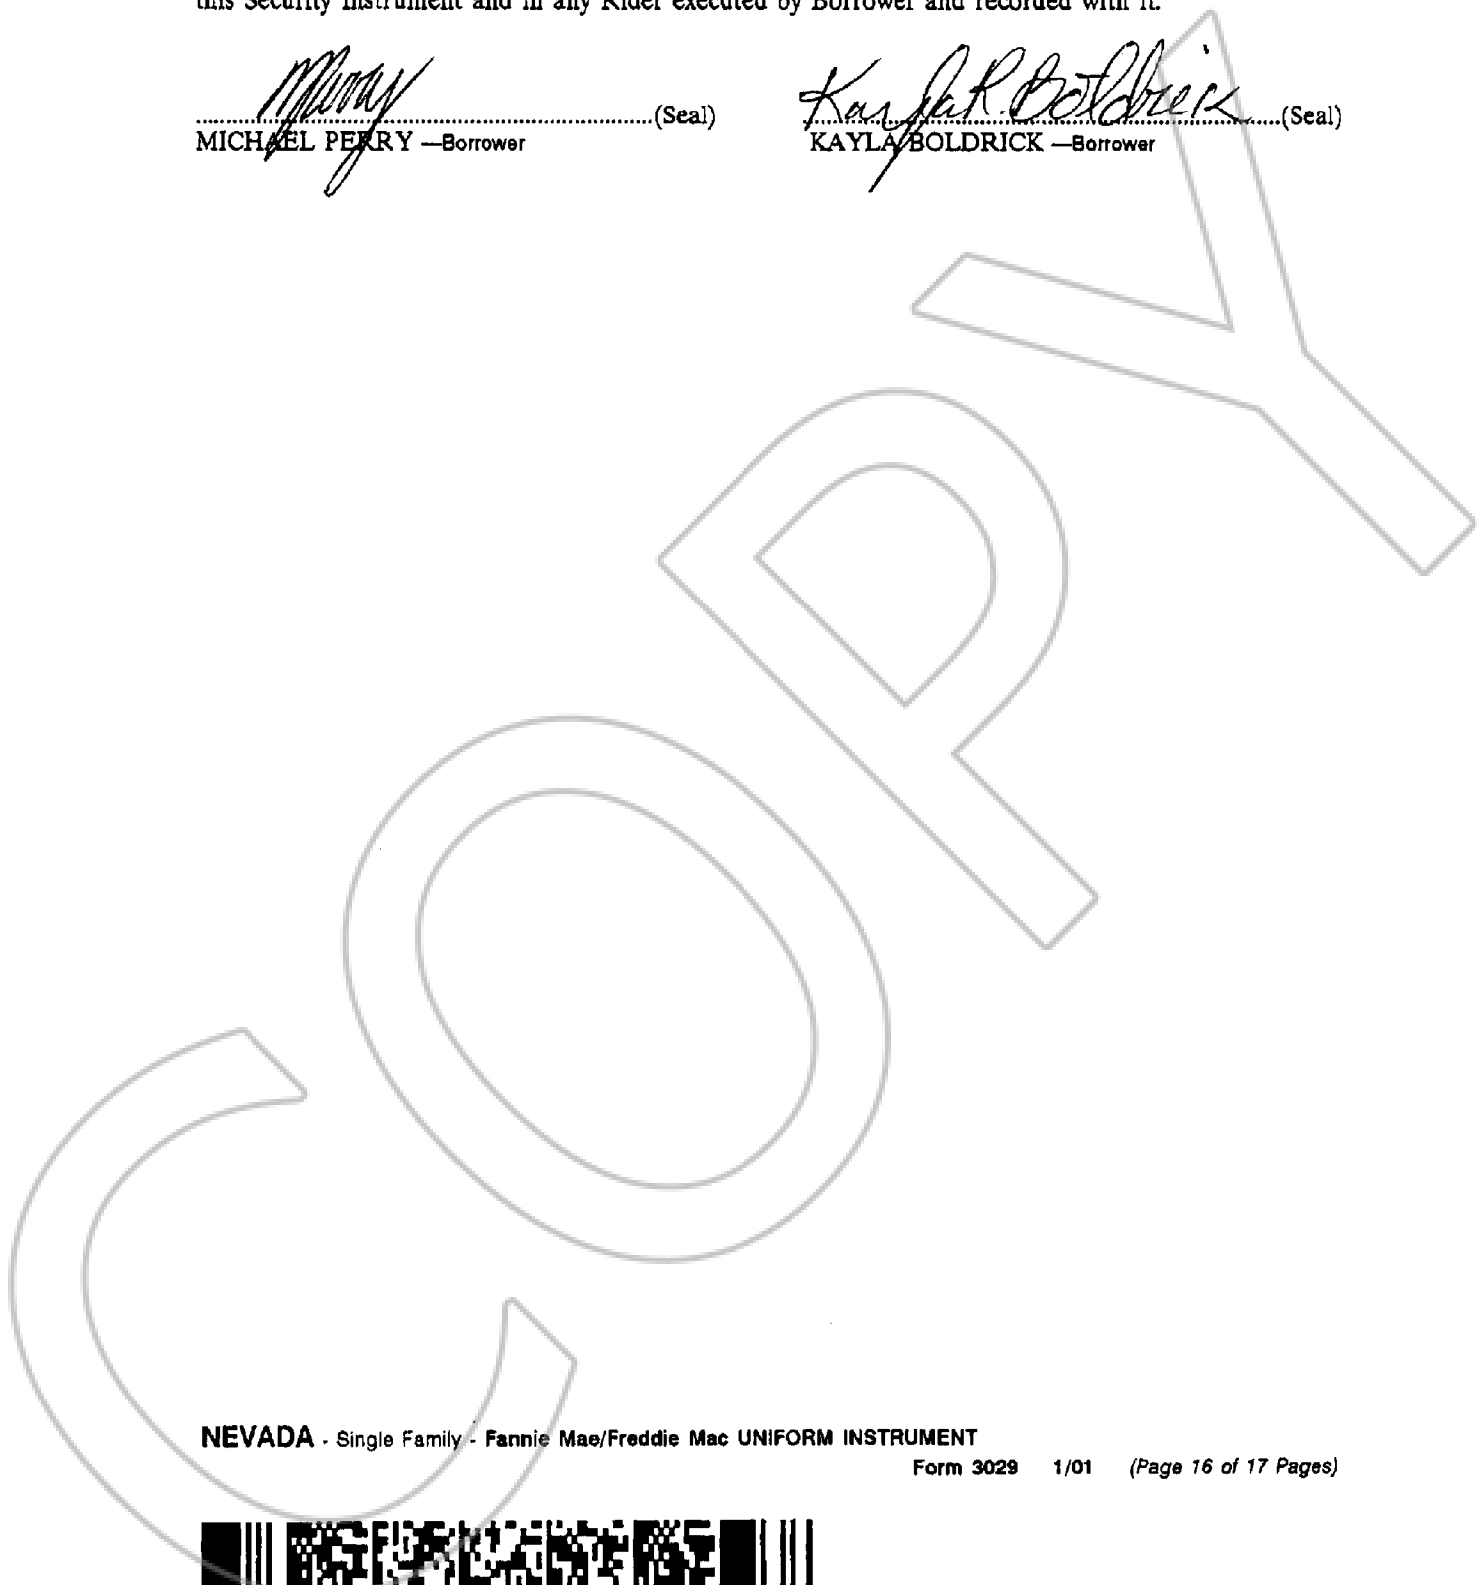 this Security Instrument and in any Rider executed by Borrower and recorded with it.
Kayla R. Boldrick
....(Seal) ....(Seal)
MICHAEL PERRY —Borrower KAYLA BOLDRICK —Borrower
COPY
NEVADA - Single Family - Fannie Mae/Freddie Mac UNIFORM INSTRUMENT
Form 3029 1/01 (Page 16 of 17 Pages)